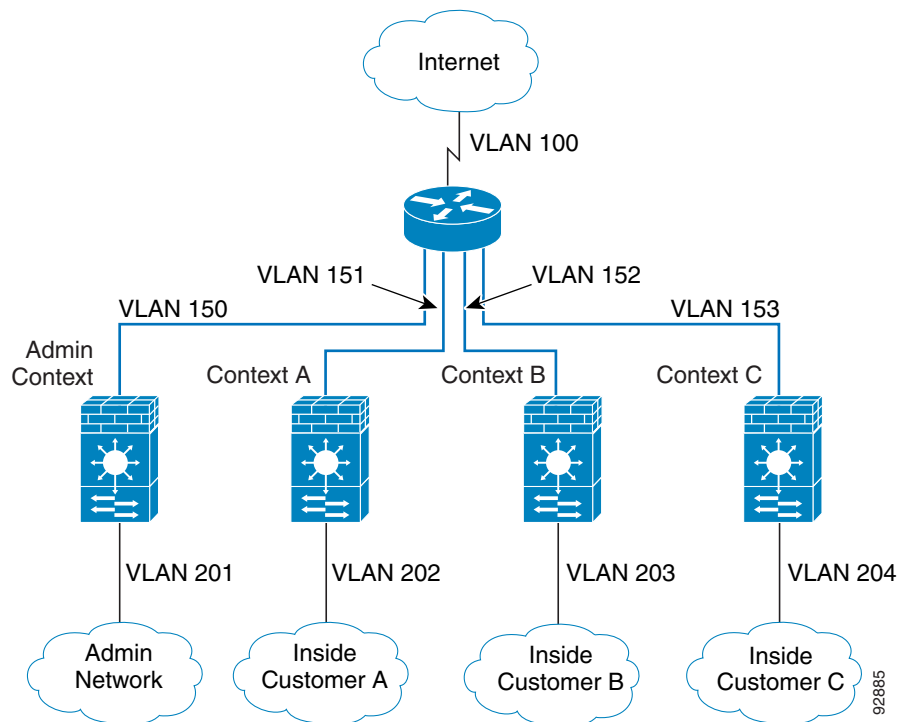 Internet
VLAN 100
VLAN 151
VLAN 152
VLAN 150
VLAN 153
Admin
Context
Context A
Context B
Context C
VLAN 201
VLAN 202
VLAN 203
VLAN 204
Admin
Network
Inside
Customer A
Inside
Customer B
Inside
Customer C
92885